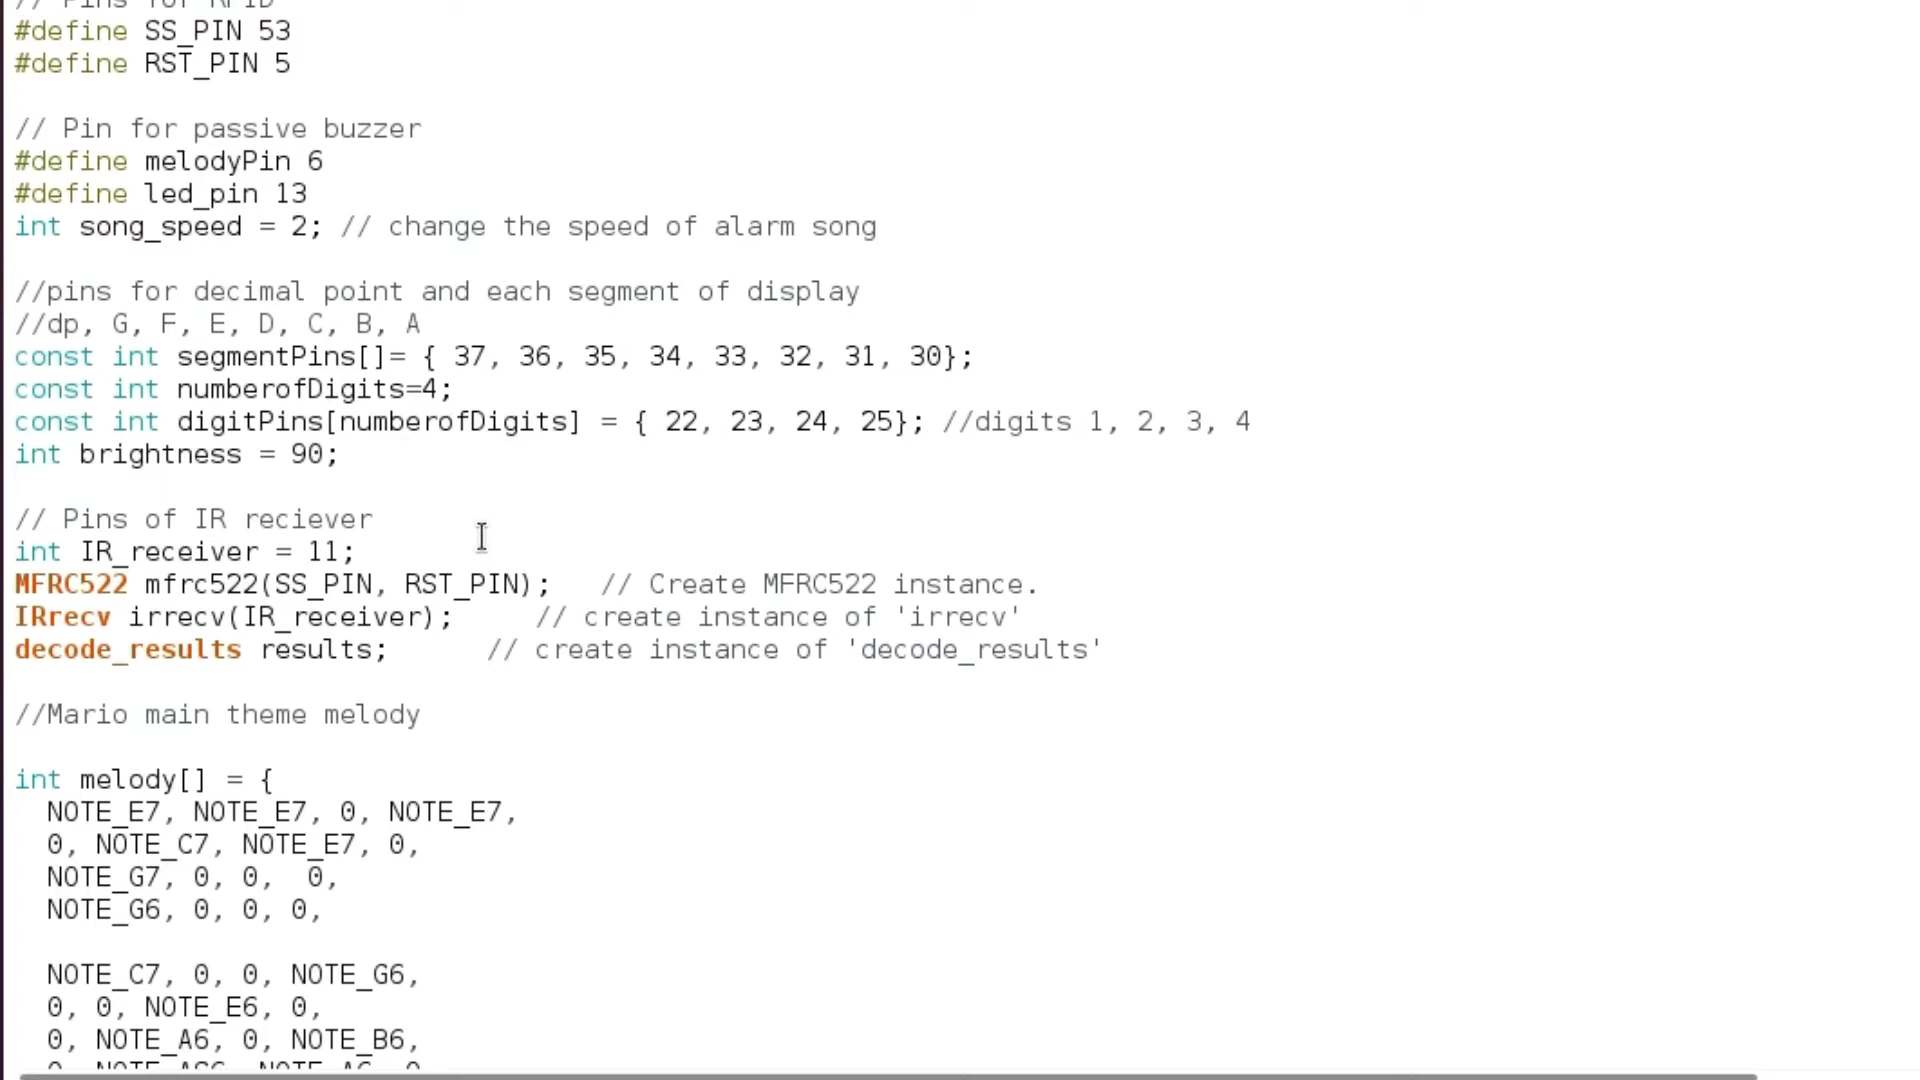 // Pins for RFID
#define SS_PIN 53
#define RST_PIN 5
// Pin for passive buzzer
#define melodyPin 6
#define led_pin 13
int song_speed = 2; // change the speed of alarm song
//pins for decimal point and each segment of display
//dp, G, F, E, D, C, B, A
const int segmentPins[]= { 37, 36, 35, 34, 33, 32, 31, 30};
const int numberofDigits=4;
const int digitPins[numberofDigits] = { 22, 23, 24, 25}; //digits 1, 2, 3, 4
int brightness = 90;
// Pins of IR reciever
int IR_receiver = 11;
MFRC522 mfrc522(SS_PIN, RST_PIN);   // Create MFRC522 instance.
IRrecv irrecv(IR_receiver);     // create instance of 'irrecv'
decode_results results;      // create instance of 'decode_results'
//Mario main theme melody
int melody[] = {
  NOTE_E7, NOTE_E7, 0, NOTE_E7,
  0, NOTE_C7, NOTE_E7, 0,
  NOTE_G7, 0, 0,  0,
  NOTE_G6, 0, 0, 0,
  NOTE_C7, 0, 0, NOTE_G6,
  0, 0, NOTE_E6, 0,
  0, NOTE_A6, 0, NOTE_B6,